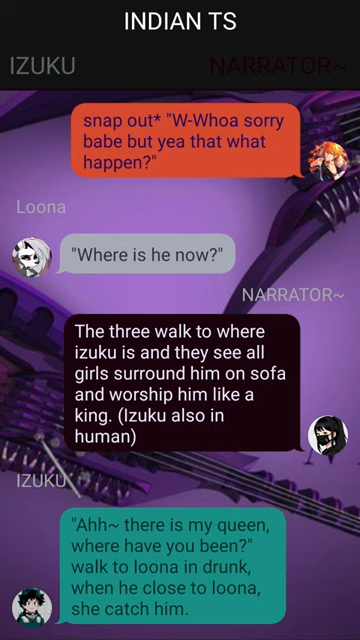 INDIAN TS
IZUKU
NARRATOR~
snap out* "W-Whoa sorry
babe but yea that what
happen?"
Loona
"Where is he now?"
NARRATOR~
The three walk to where
izuku is and they see all
girls surround him on sofa
and worship him like a
king. (Izuku also in
human)
IZUKU
"Ahh~ there is my queen,
where have you been?"
walk to loona in drunk,
when he close to loona,
she catch him.